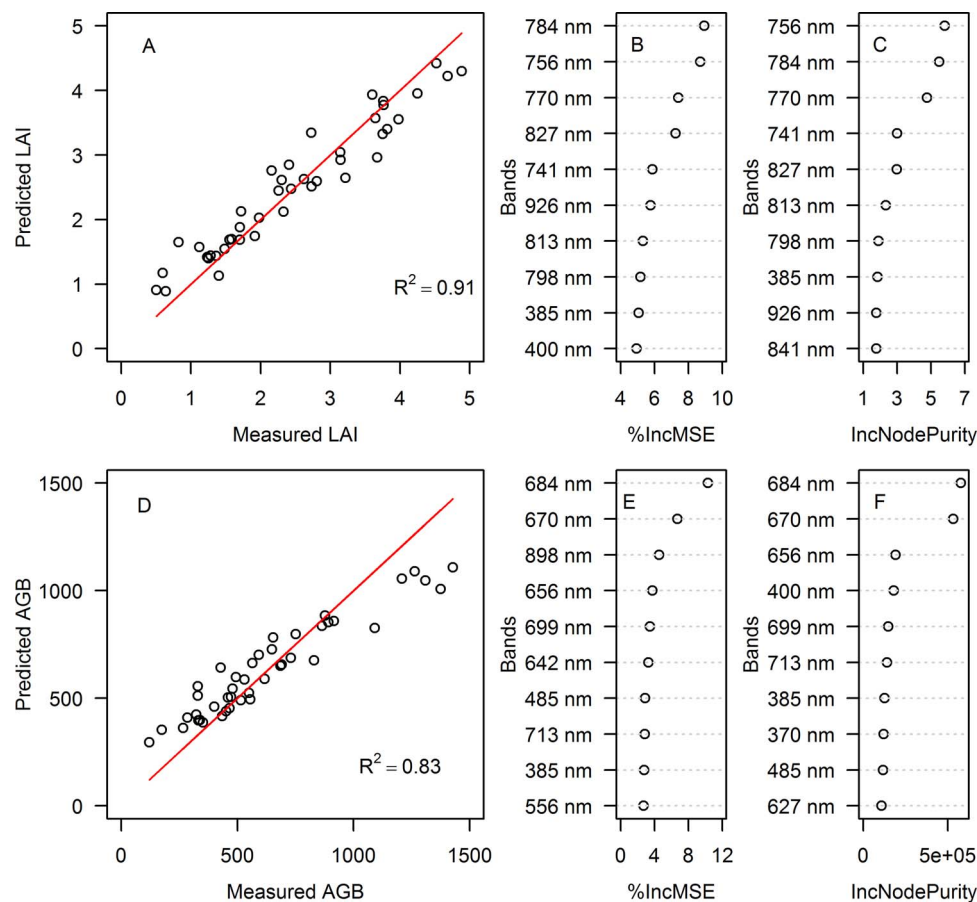 A
Predicted LAI
5
4
3
2
1
0
R² = 0.91
0 1 2 3 4 5
Measured LAI
B
Bands
784 nm
756 nm
770 nm
827 nm
741 nm
926 nm
813 nm
798 nm
385 nm
400 nm
4 6 8 10
%IncMSE
C
Bands
756 nm
784 nm
770 nm
741 nm
827 nm
813 nm
798 nm
385 nm
926 nm
841 nm
1 3 5 7
IncNodePurity
D
Predicted AGB
1500
1000
500
0
R² = 0.83
0 500 1000 1500
Measured AGB
E
Bands
684 nm
670 nm
898 nm
656 nm
699 nm
642 nm
485 nm
713 nm
385 nm
556 nm
0 4 8 12
%IncMSE
F
Bands
684 nm
670 nm
656 nm
400 nm
699 nm
713 nm
385 nm
370 nm
485 nm
627 nm
0 5e+05
IncNodePurity